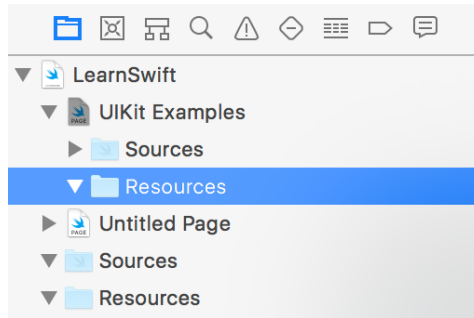 LearnSwift
UIKit Examples
Sources
Resources
Untitled Page
Sources
Resources